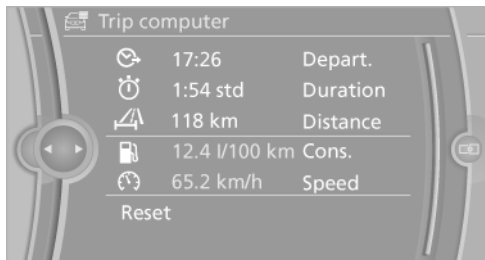 Trip computer
17:26 Depart.
1:54 std Duration
118 km Distance
12.4 l/100 km Cons.
65.2 km/h Speed
Reset